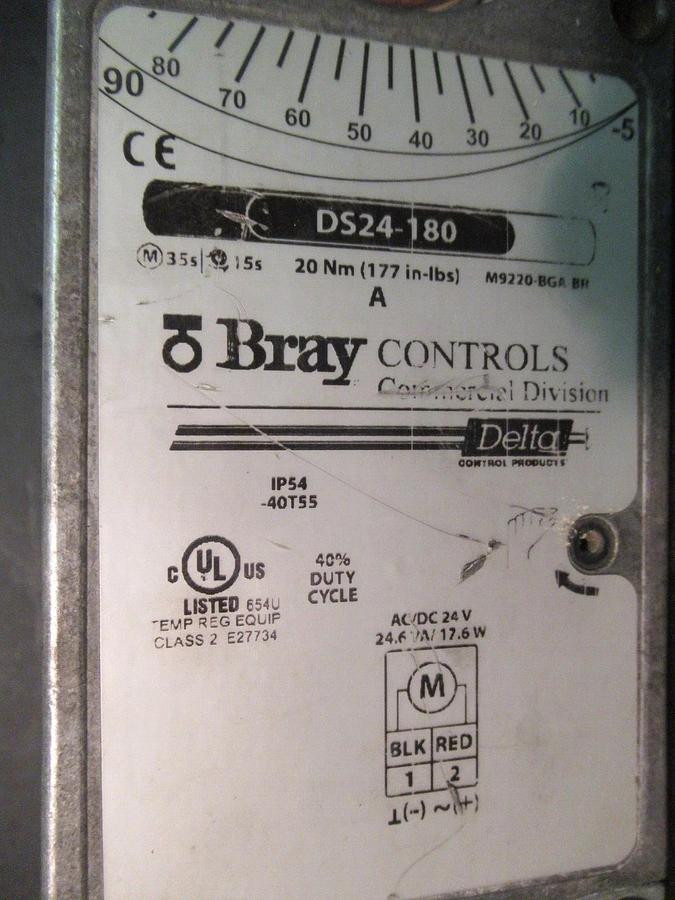 90 80 70 60 50 40 30 20 10 -5
CE
DS24-180
M 35s 15s 20 Nm (177 in-lbs) M9220-BGA-BR
A
Bray CONTROLS
Commercial Division
Delta
CONTROL PRODUCTS
IP54
-40T55
C UL US
LISTED 654U
TEMP REG EQUIP
CLASS 2 E27734
40%
DUTY
CYCLE
AC/DC 24 V
24.6 VA/ 17.6 W
M
BLK RED
1 2
⊥(-) ~(+)